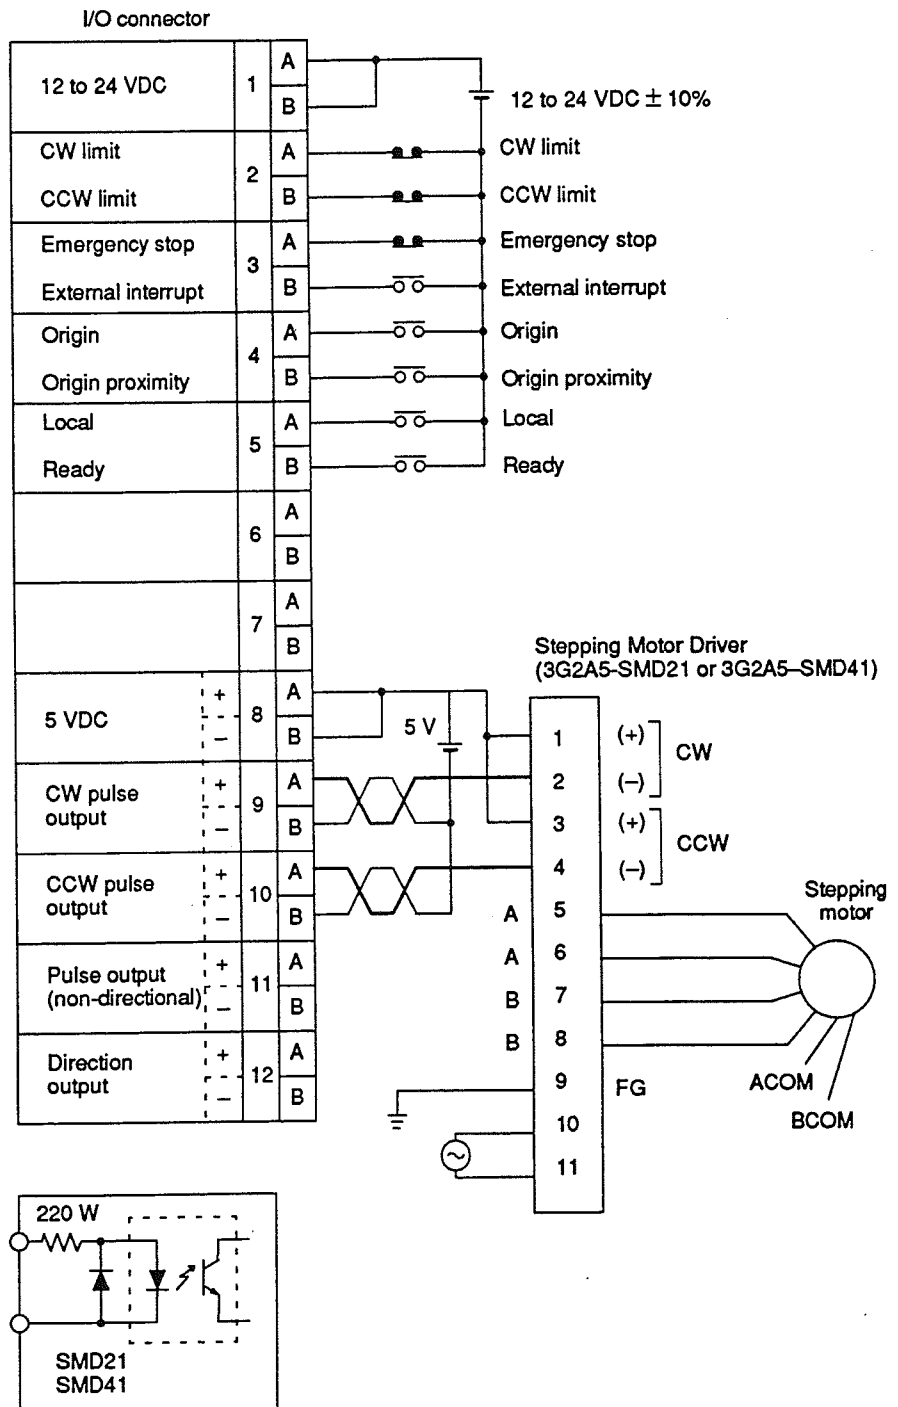 I/O connector
12 to 24 VDC 1 A
B
12 to 24 VDC ± 10%
CW limit 2 A CW limit
CCW limit B CCW limit
Emergency stop 3 A Emergency stop
External interrupt B External interrupt
Origin 4 A Origin
Origin proximity B Origin proximity
Local 5 A Local
Ready B Ready
6 A
B
7 A
B
Stepping Motor Driver
(3G2A5-SMD21 or 3G2A5–SMD41)
5 VDC + 8 A
– B
5 V
1 (+) CW
2 (–)
3 (+) CCW
4 (–)
CW pulse
output + 9 A
– B
CCW pulse
output + 10 A
– B
Stepping
motor
A 5
A 6
B 7
B 8
9 FG
10
11
ACOM
BCOM
Pulse output
(non-directional) + 11 A
– B
Direction
output + 12 A
– B
~
220 W
SMD21
SMD41